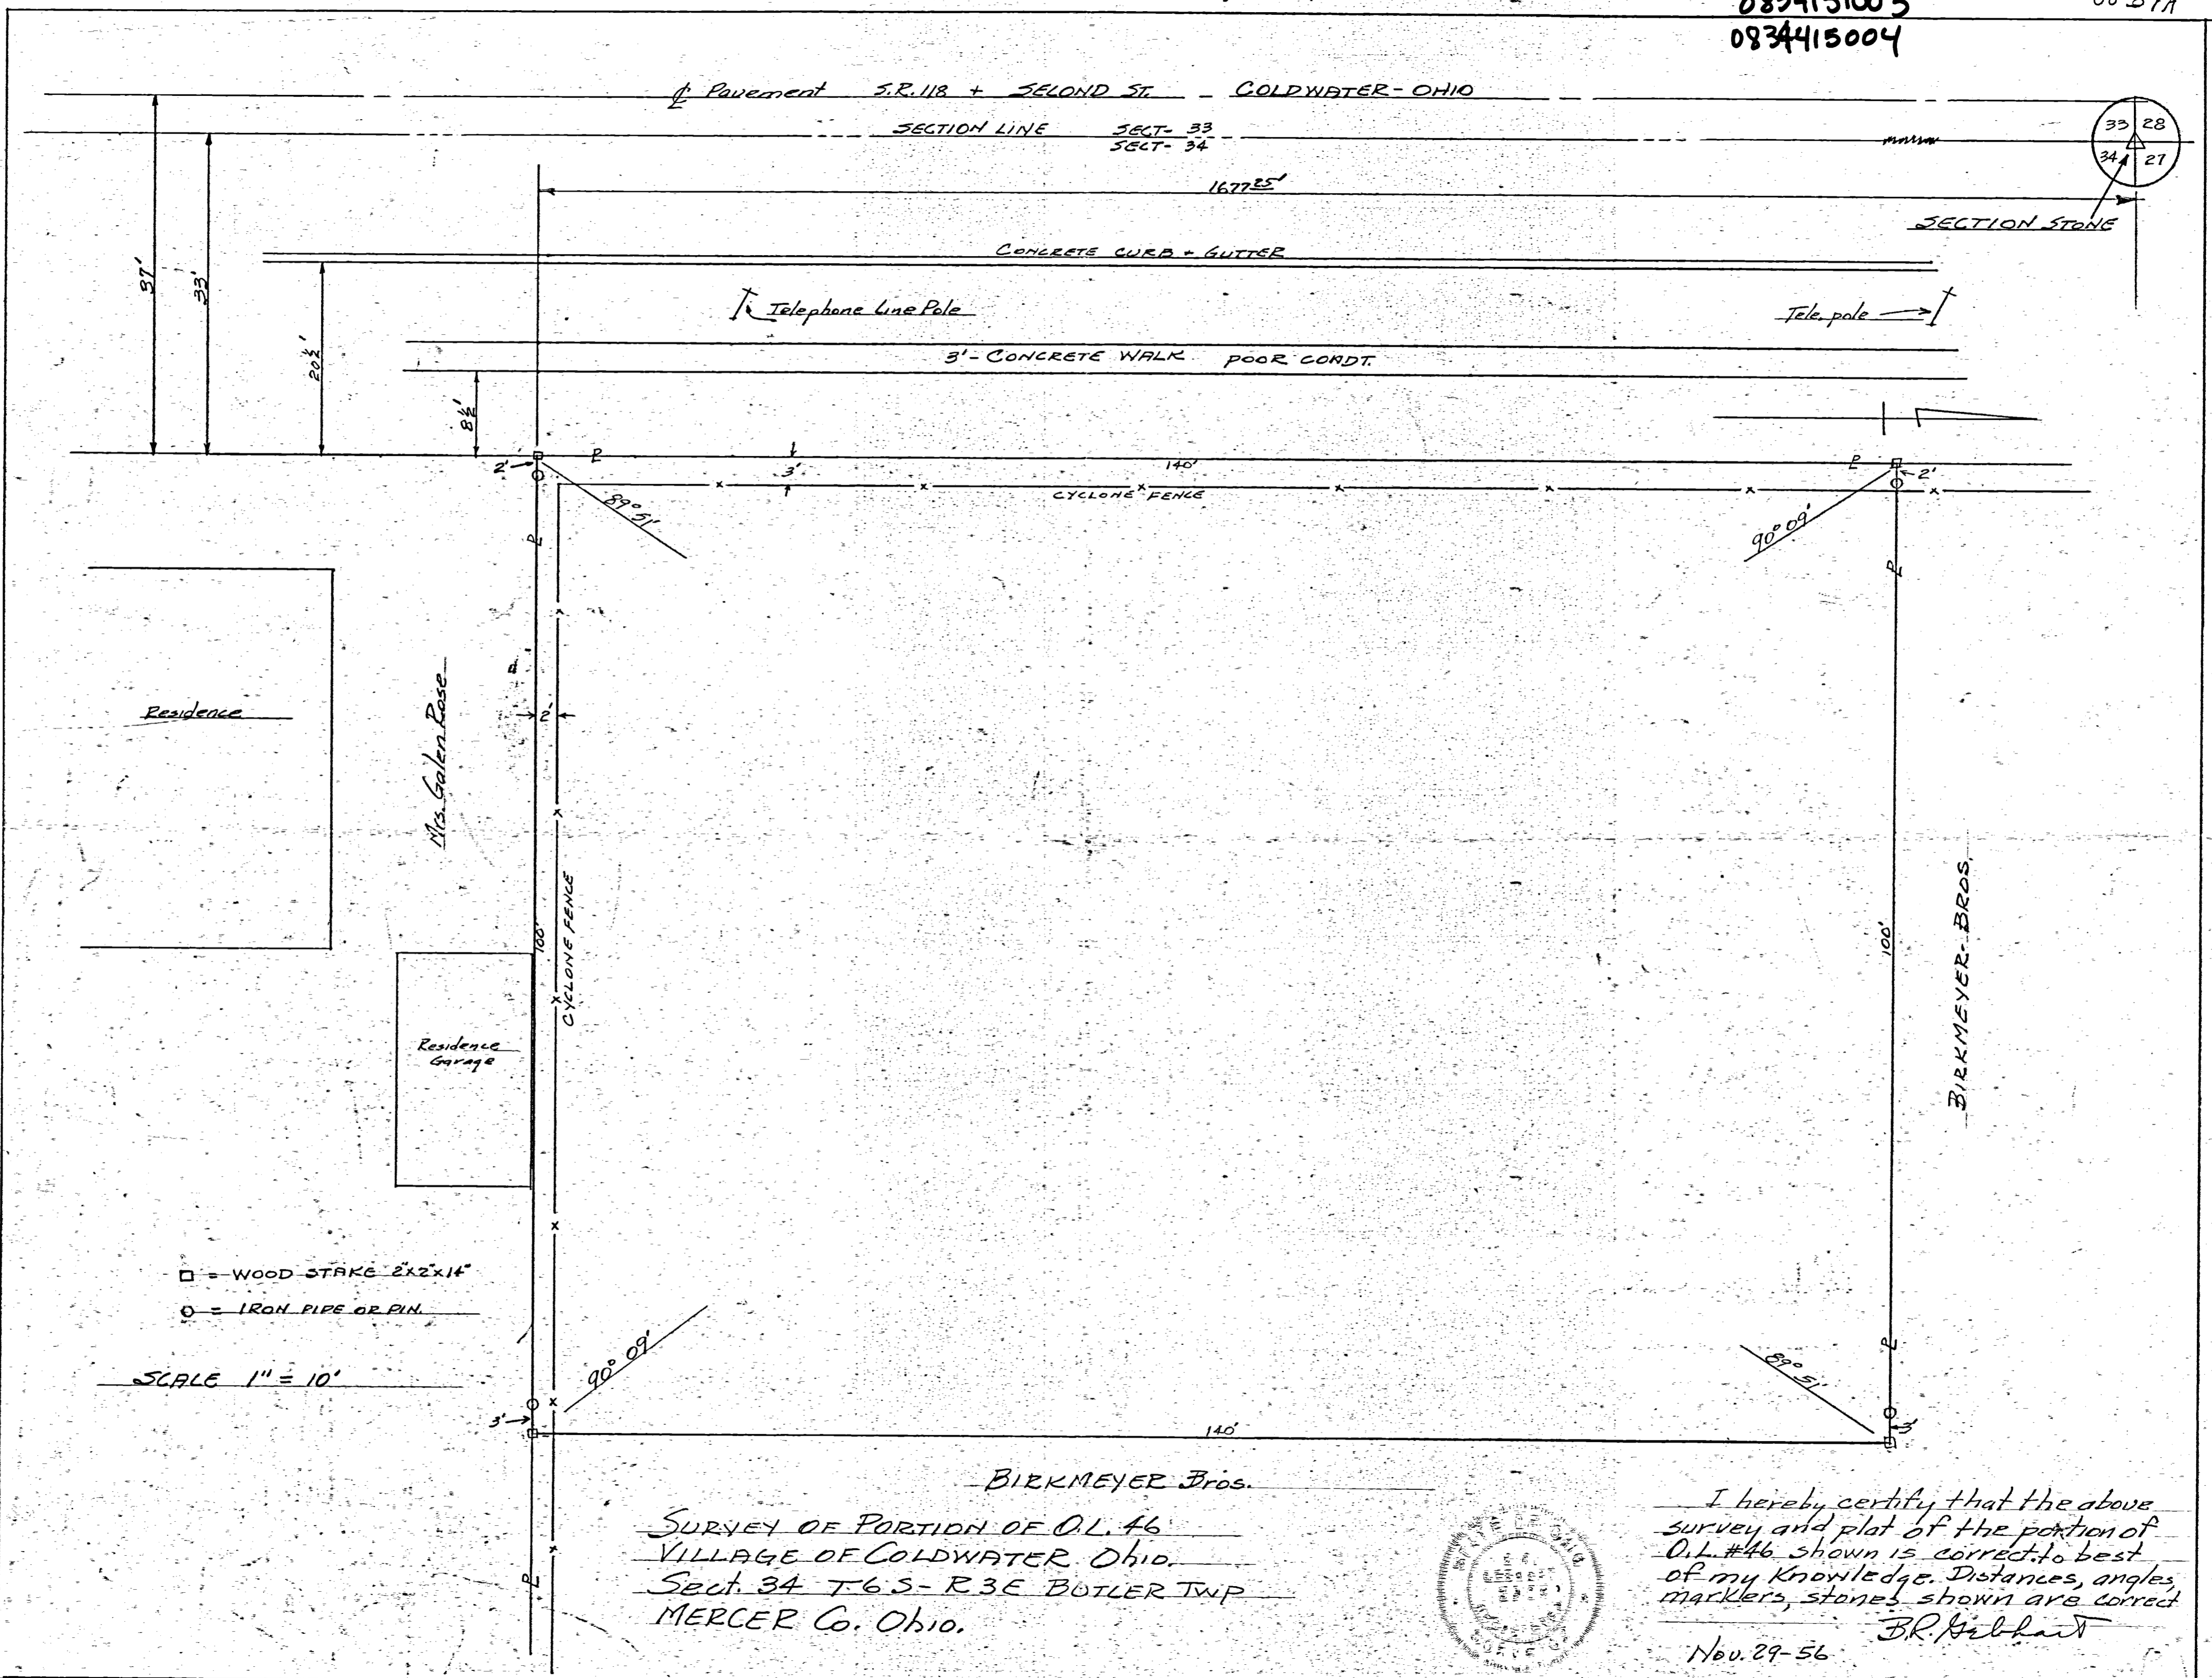 0834415004
℄ Pavement S.R. 118 + SECOND ST. - COLDWATER - OHIO
SECTION LINE SECT- 33
SECT- 34
33 28
34 27
1677 25'
SECTION STONE
CONCRETE CURB + GUTTER
37'
33'
20½'
8½'
Telephone Line Pole
Tele. pole
3' - CONCRETE WALK POOR CONDT.
2'
P
3'
140'
P
2'
CYCLONE FENCE
89° 51'
90° 09'
Residence
Mrs. Galen Rose
2'
100'
CYCLONE FENCE
100'
BIRKMEYER - BROS.
Residence
Garage
□ = WOOD STAKE 2"x2"x14"
O = IRON PIPE OR PIN.
SCALE 1" = 10'
90° 09'
89° 51'
3'
3'
140'
BIRKMEYER Bros.
SURVEY OF PORTION OF O.L. 46
VILLAGE OF COLDWATER Ohio.
Sect. 34 T6S - R3E BUTLER TWP
MERCER Co. Ohio.
I hereby certify that the above
survey and plat of the portion of
O.L. #46 shown is correct to best
of my knowledge. Distances, angles,
markers, stones shown are correct
B.R. Gebhart
Nov. 29-56